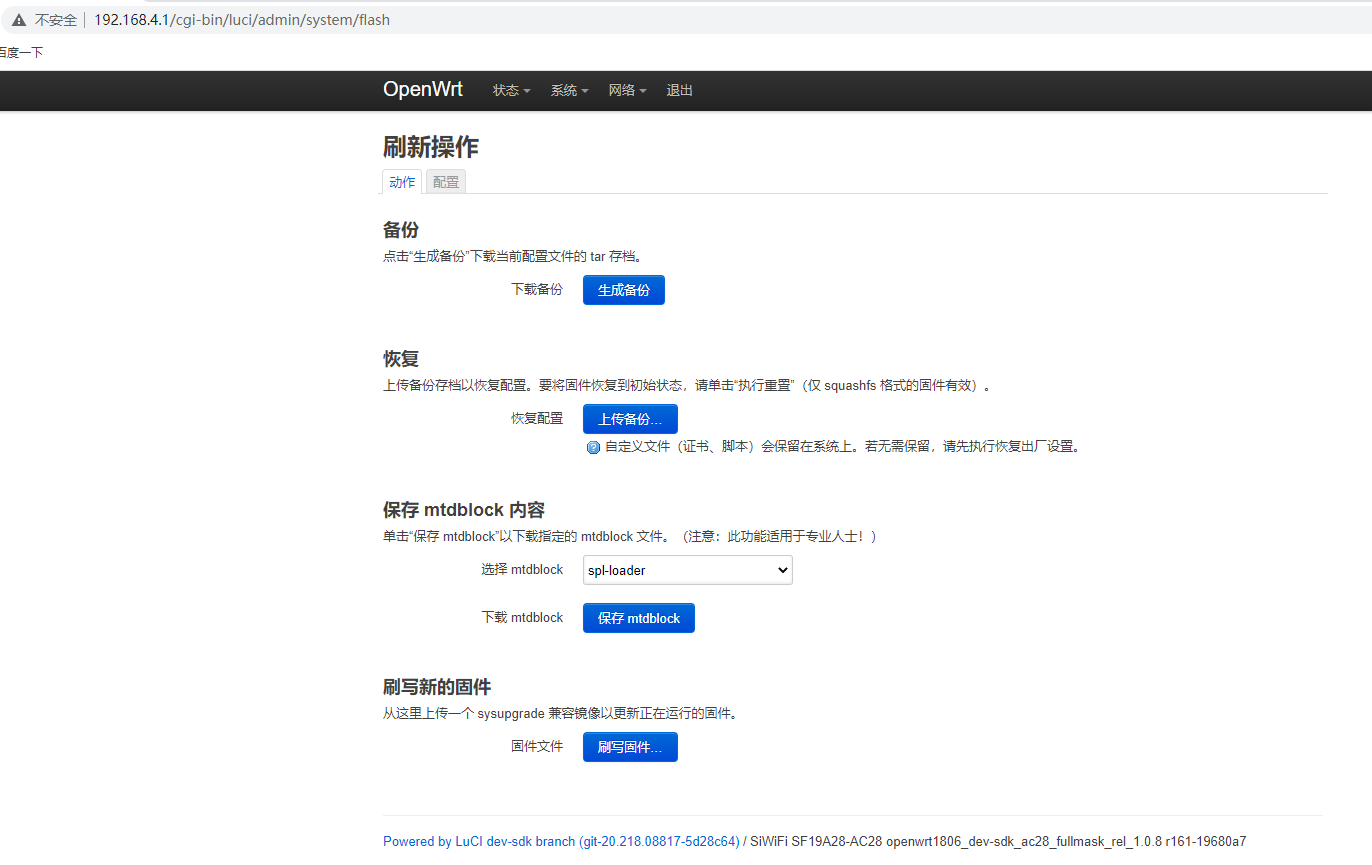 不安全 192.168.4.1/cgi-bin/luci/admin/system/flash
百度一下
OpenWrt 状态 系统 网络 退出
刷新操作
动作 配置
备份
点击“生成备份”下载当前配置文件的 tar 存档。
下载备份 生成备份
恢复
上传备份存档以恢复配置。要将固件恢复到初始状态，请单击“执行重置”（仅 squashfs 格式的固件有效）。
恢复配置 上传备份...
自定义文件（证书、脚本）会保留在系统上。若无需保留，请先执行恢复出厂设置。
保存 mtdblock 内容
单击“保存 mtdblock”以下载指定的 mtdblock 文件。（注意：此功能适用于专业人士！）
选择 mtdblock spl-loader
下载 mtdblock 保存 mtdblock
刷写新的固件
从这里上传一个 sysupgrade 兼容镜像以更新正在运行的固件。
固件文件 刷写固件...
Powered by LuCI dev-sdk branch (git-20.218.08817-5d28c64) / SiWiFi SF19A28-AC28 openwrt1806_dev-sdk_ac28_fullmask_rel_1.0.8 r161-19680a7